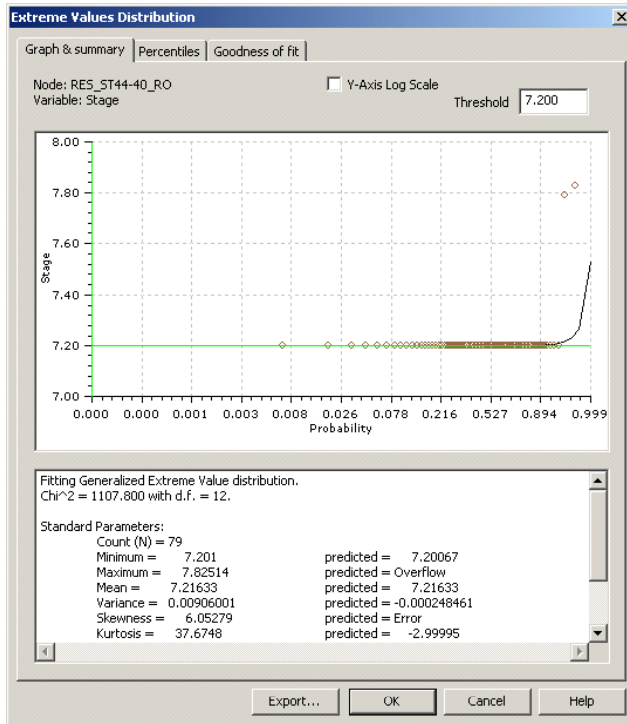 Extreme Values Distribution
Graph & summary Percentiles Goodness of fit
Node: RES_ST44-40_RO
Variable: Stage
Y-Axis Log Scale
Threshold 7.200
8.00
7.80
7.60
7.40
7.20
7.00
Stage
0.000 0.000 0.001 0.003 0.008 0.026 0.078 0.216 0.527 0.894 0.999
Probability
Fitting Generalized Extreme Value distribution.
Chi^2 = 1107.800 with d.f. = 12.
Standard Parameters:
Count (N) = 79
Minimum = 7.201 predicted = 7.20067
Maximum = 7.82514 predicted = Overflow
Mean = 7.21633 predicted = 7.21633
Variance = 0.00906001 predicted = -0.000248461
Skewness = 6.05279 predicted = Error
Kurtosis = 37.6748 predicted = -2.99995
Export... OK Cancel Help